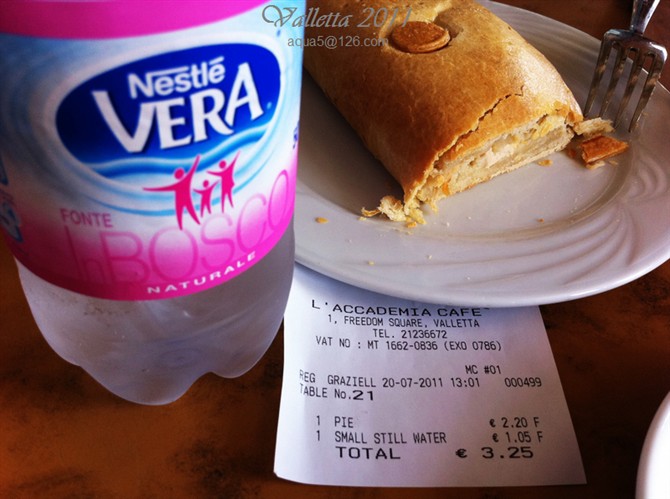 Valletta 2011
aqua5@126.com
Nestlé
VERA
FONTE
InBOSCO
NATURALE
L'ACCADEMIA CAFE'
1, FREEDOM SQUARE, VALLETTA
TEL. 21236672
VAT NO : MT 1662-0836 (EXO 0786)
MC #01
REG GRAZIELL 20-07-2011 13:01 000499
TABLE No.21
1 PIE € 2.20 F
1 SMALL STILL WATER € 1.05 F
TOTAL € 3.25